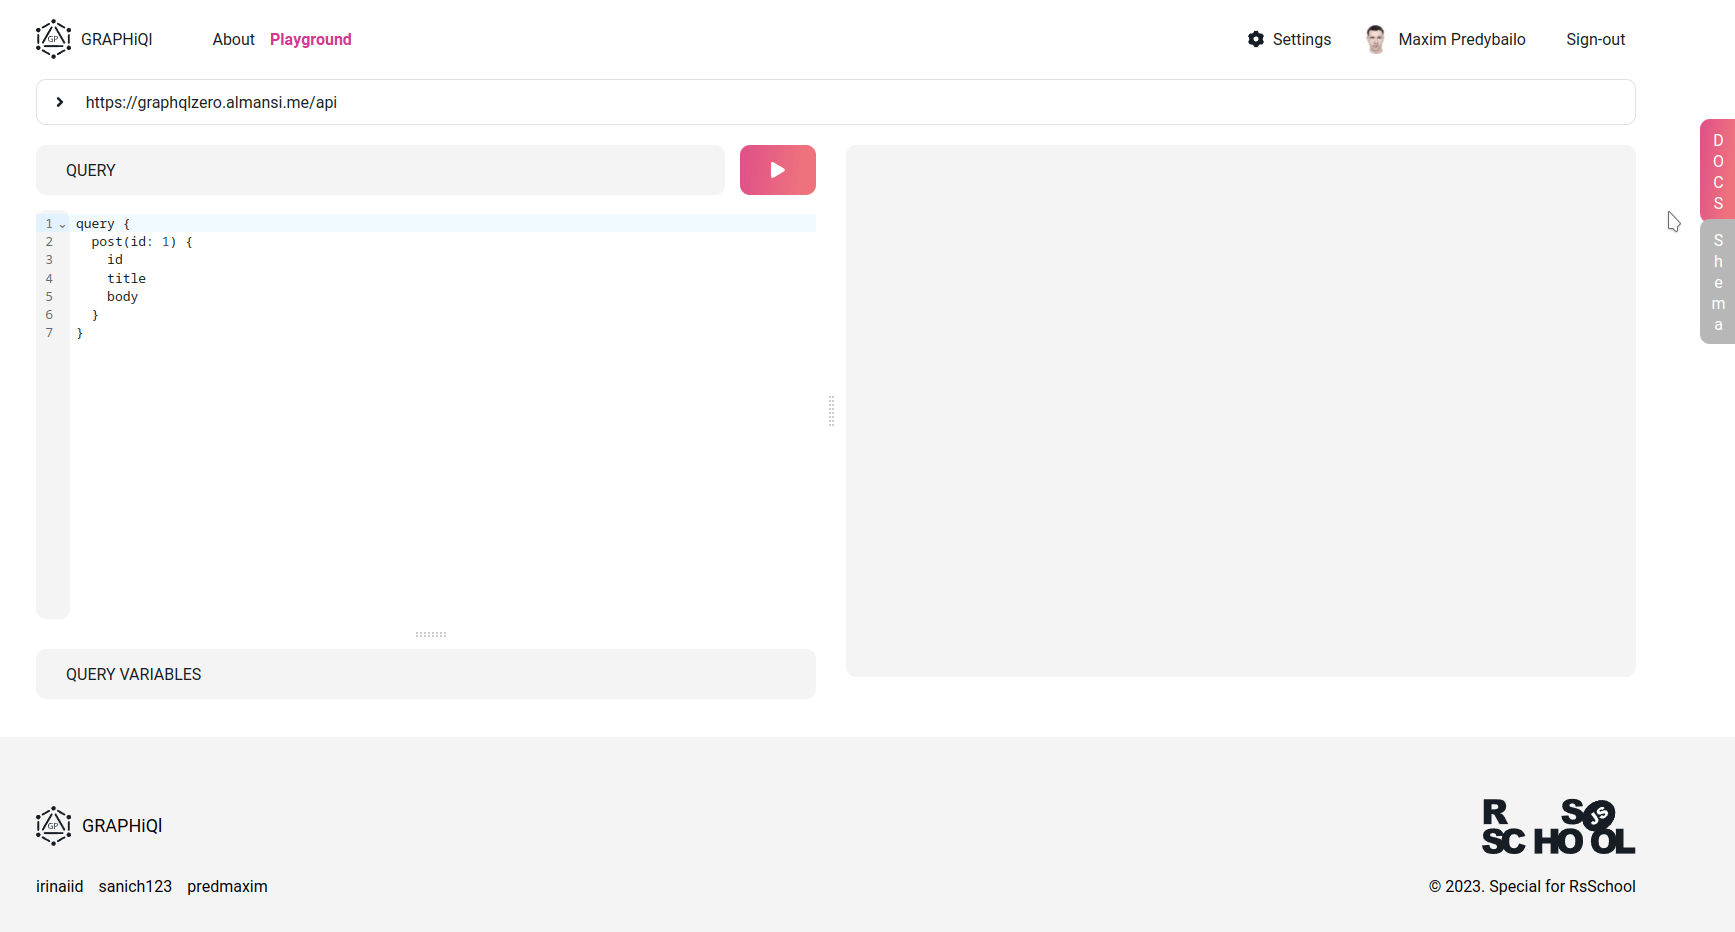 GP GRAPHiQl About Playground Settings Maxim Predybailo Sign-out
https://graphqlzero.almansi.me/api
QUERY
1 query {
2 post(id: 1) {
3 id
4 title
5 body
6 }
7 }
QUERY VARIABLES
DOCS
Shema
GP GRAPHiQl
RS JS
SCHOOL
irinaiid sanich123 predmaxim
© 2023. Special for RsSchool